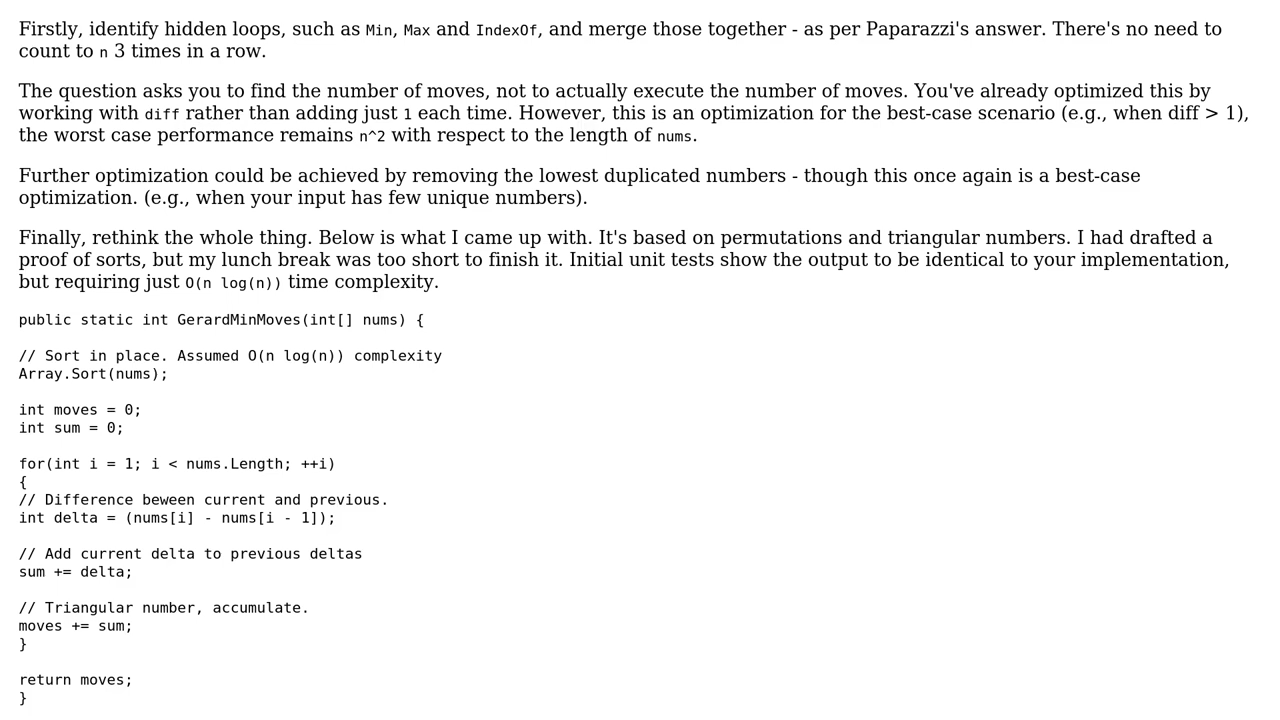 Firstly, identify hidden loops, such as Min, Max and IndexOf, and merge those together - as per Paparazzi's answer. There's no need to
count to n 3 times in a row.
The question asks you to find the number of moves, not to actually execute the number of moves. You've already optimized this by
working with diff rather than adding just 1 each time. However, this is an optimization for the best-case scenario (e.g., when diff > 1),
the worst case performance remains n^2 with respect to the length of nums.
Further optimization could be achieved by removing the lowest duplicated numbers - though this once again is a best-case
optimization. (e.g., when your input has few unique numbers).
Finally, rethink the whole thing. Below is what I came up with. It's based on permutations and triangular numbers. I had drafted a
proof of sorts, but my lunch break was too short to finish it. Initial unit tests show the output to be identical to your implementation,
but requiring just O(n log(n)) time complexity.
public static int GerardMinMoves(int[] nums) {
// Sort in place. Assumed O(n log(n)) complexity
Array.Sort(nums);
int moves = 0;
int sum = 0;
for(int i = 1; i < nums.Length; ++i)
{
// Difference beween current and previous.
int delta = (nums[i] - nums[i - 1]);
// Add current delta to previous deltas
sum += delta;
// Triangular number, accumulate.
moves += sum;
}
return moves;
}